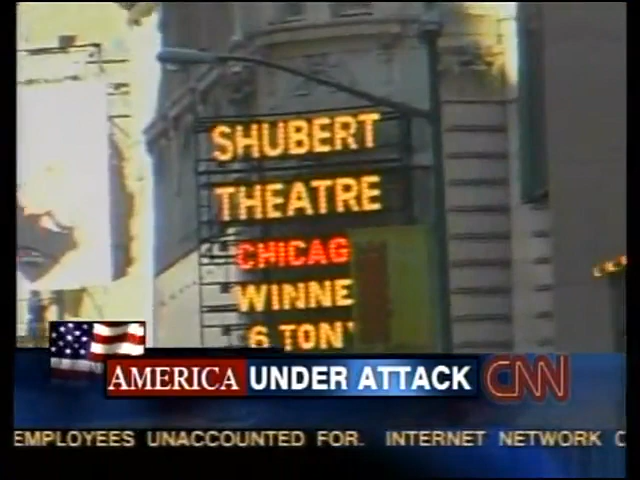 SHUBERT
THEATRE
CHICAG
WINNE
6 TON
AMERICA UNDER ATTACK CNN
EMPLOYEES UNACCOUNTED FOR. INTERNET NETWORK C